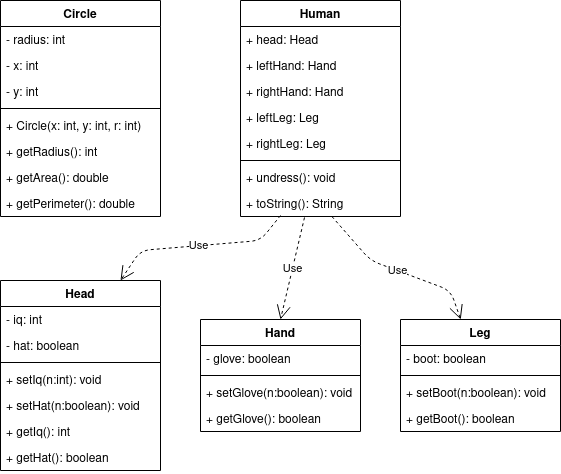 Circle
- radius: int
- x: int
- y: int
+ Circle(x: int, y: int, r: int)
+ getRadius(): int
+ getArea(): double
+ getPerimeter(): double
Human
+ head: Head
+ leftHand: Hand
+ rightHand: Hand
+ leftLeg: Leg
+ rightLeg: Leg
+ undress(): void
+ toString(): String
Use
Use
Use
Head
- iq: int
- hat: boolean
+ setIq(n:int): void
+ setHat(n:boolean): void
+ getIq(): int
+ getHat(): boolean
Hand
- glove: boolean
+ setGlove(n:boolean): void
+ getGlove(): boolean
Leg
- boot: boolean
+ setBoot(n:boolean): void
+ getBoot(): boolean